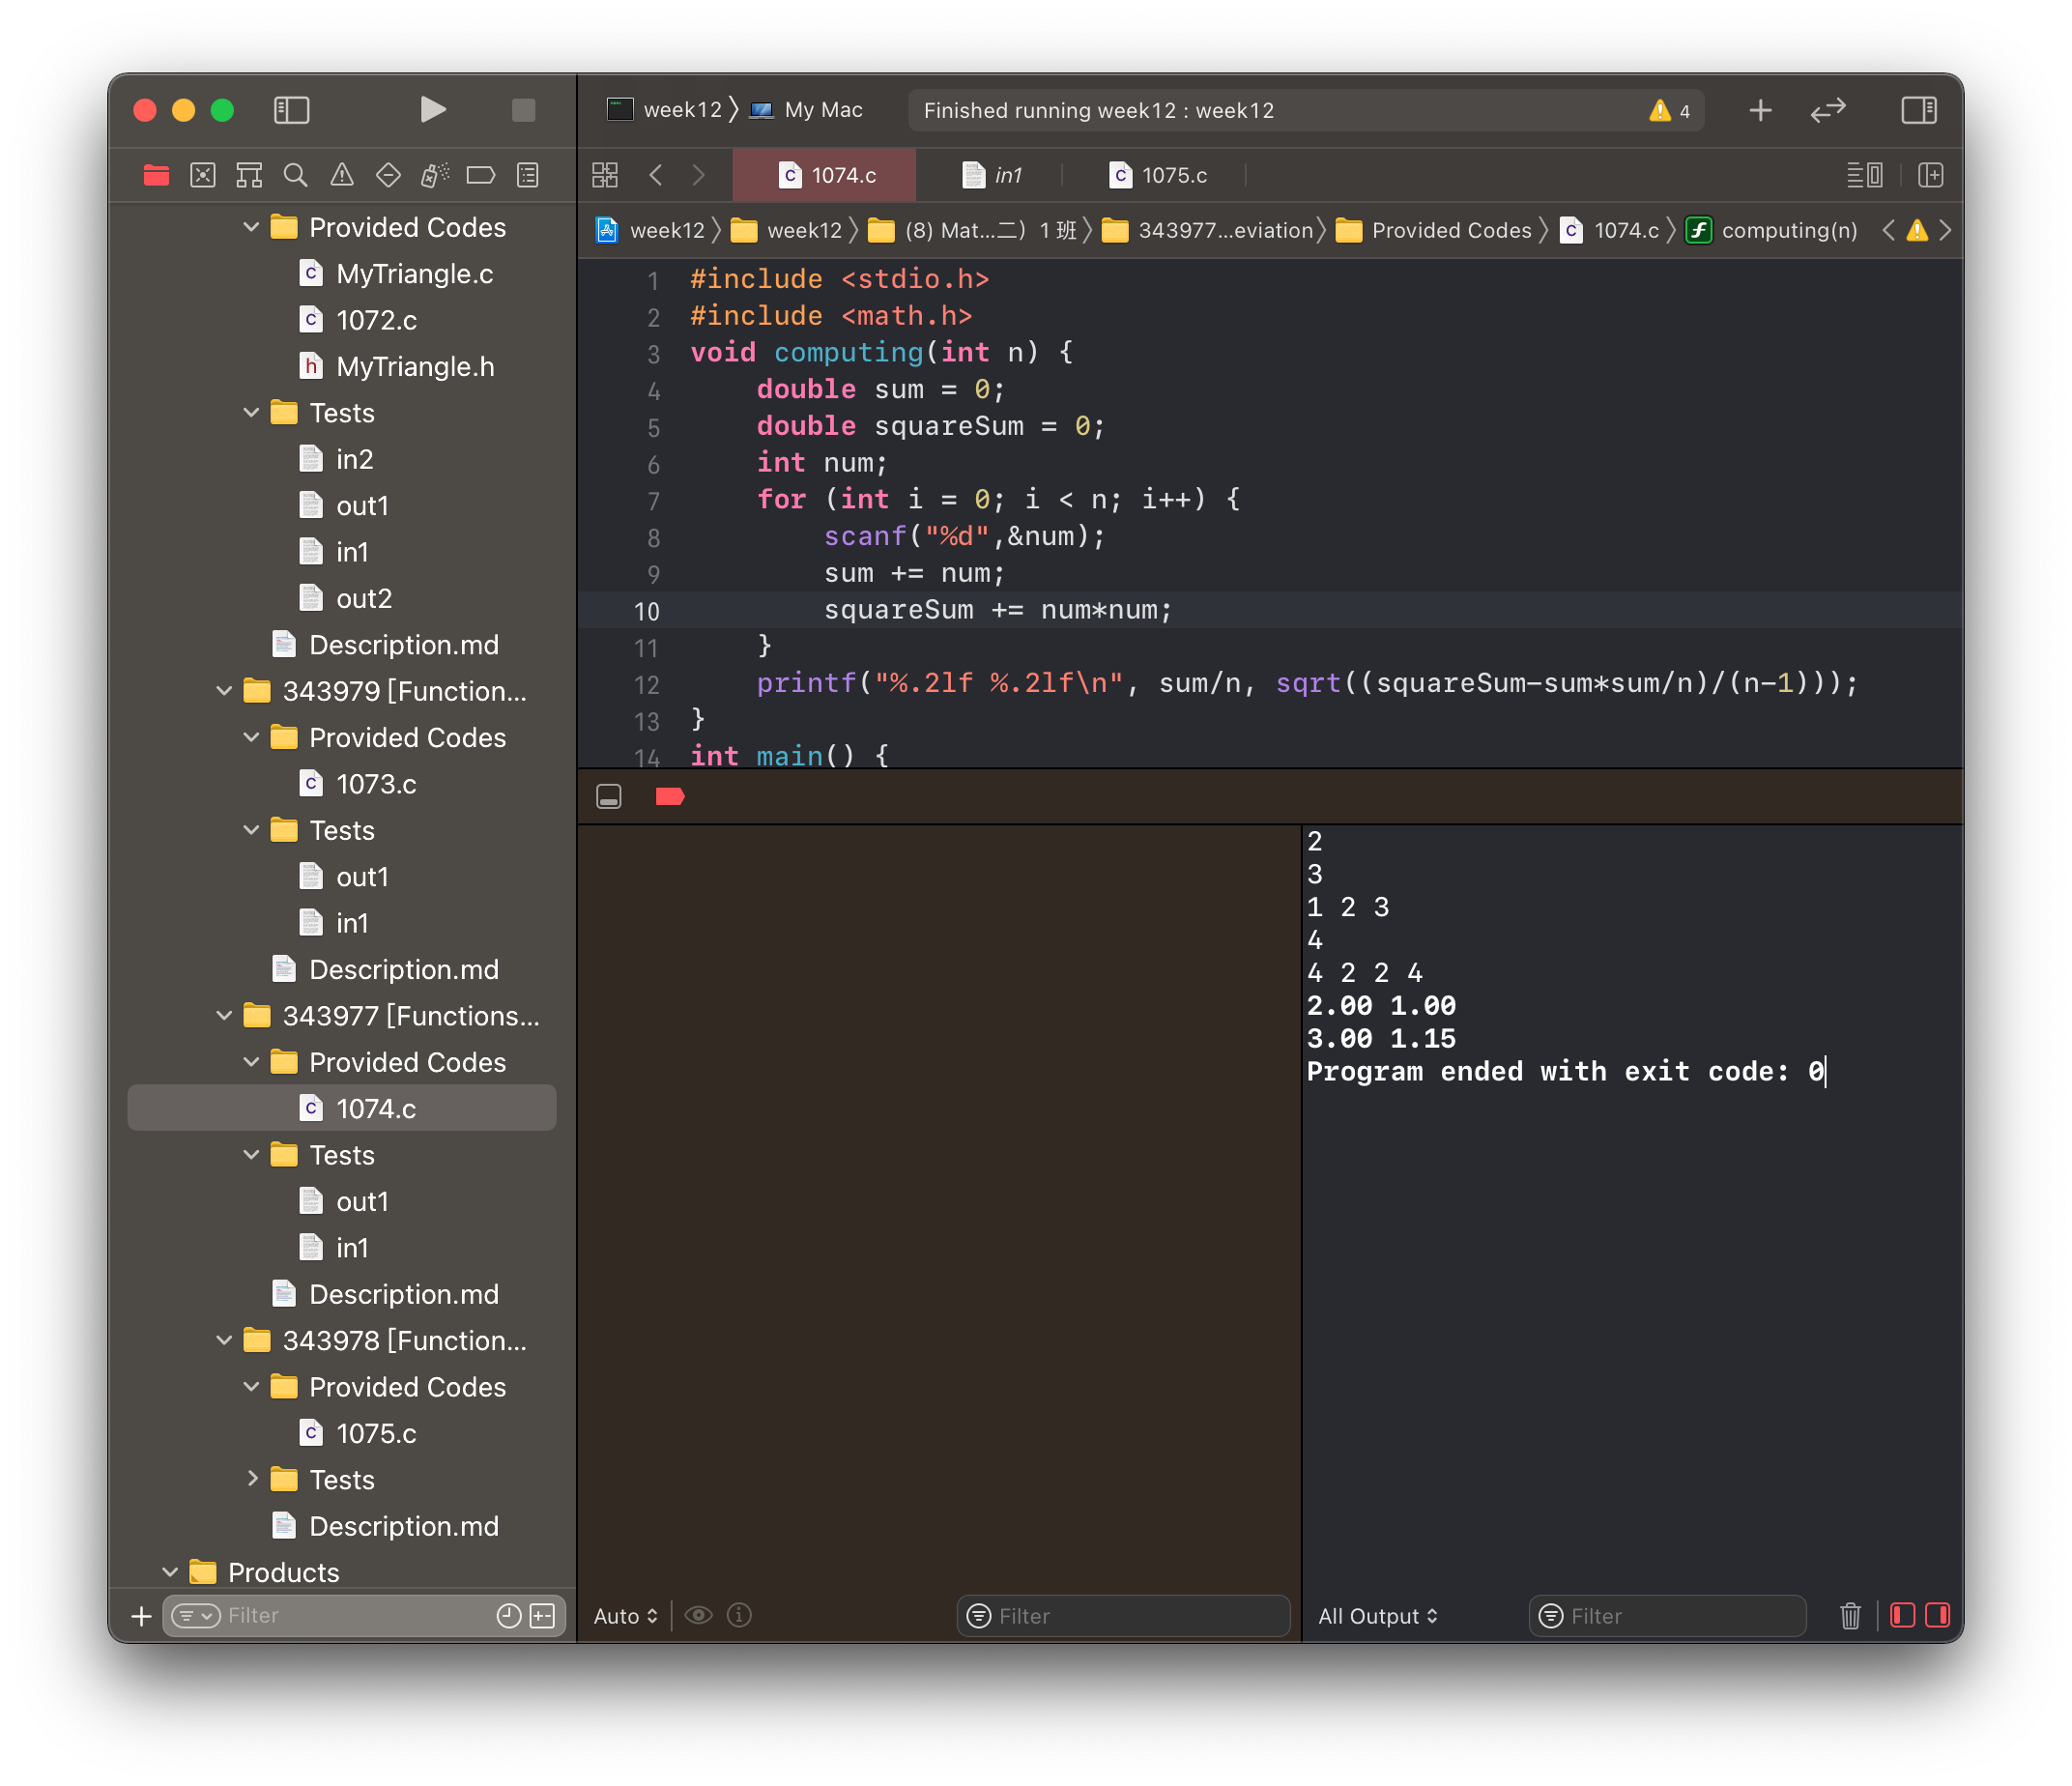 week12 〉 My Mac
Finished running week12 : week12
4
1074.c
in1
1075.c
week12 〉 week12 〉 (8) Mat...二）1 班 〉 343977...eviation 〉 Provided Codes 〉 1074.c 〉 computing(n)
Provided Codes
MyTriangle.c
1072.c
MyTriangle.h
Tests
in2
out1
in1
out2
Description.md
343979 [Function...
Provided Codes
1073.c
Tests
out1
in1
Description.md
343977 [Functions...
Provided Codes
1074.c
Tests
out1
in1
Description.md
343978 [Function...
Provided Codes
1075.c
Tests
Description.md
Products
Filter
1 #include <stdio.h>
2 #include <math.h>
3 void computing(int n) {
4     double sum = 0;
5     double squareSum = 0;
6     int num;
7     for (int i = 0; i < n; i++) {
8         scanf("%d",&num);
9         sum += num;
10         squareSum += num*num;
11     }
12     printf("%.2lf %.2lf\n", sum/n, sqrt((squareSum-sum*sum/n)/(n-1)));
13 }
14 int main() {
2
3
1 2 3
4
4 2 2 4
2.00 1.00
3.00 1.15
Program ended with exit code: 0
Auto
Filter
All Output
Filter